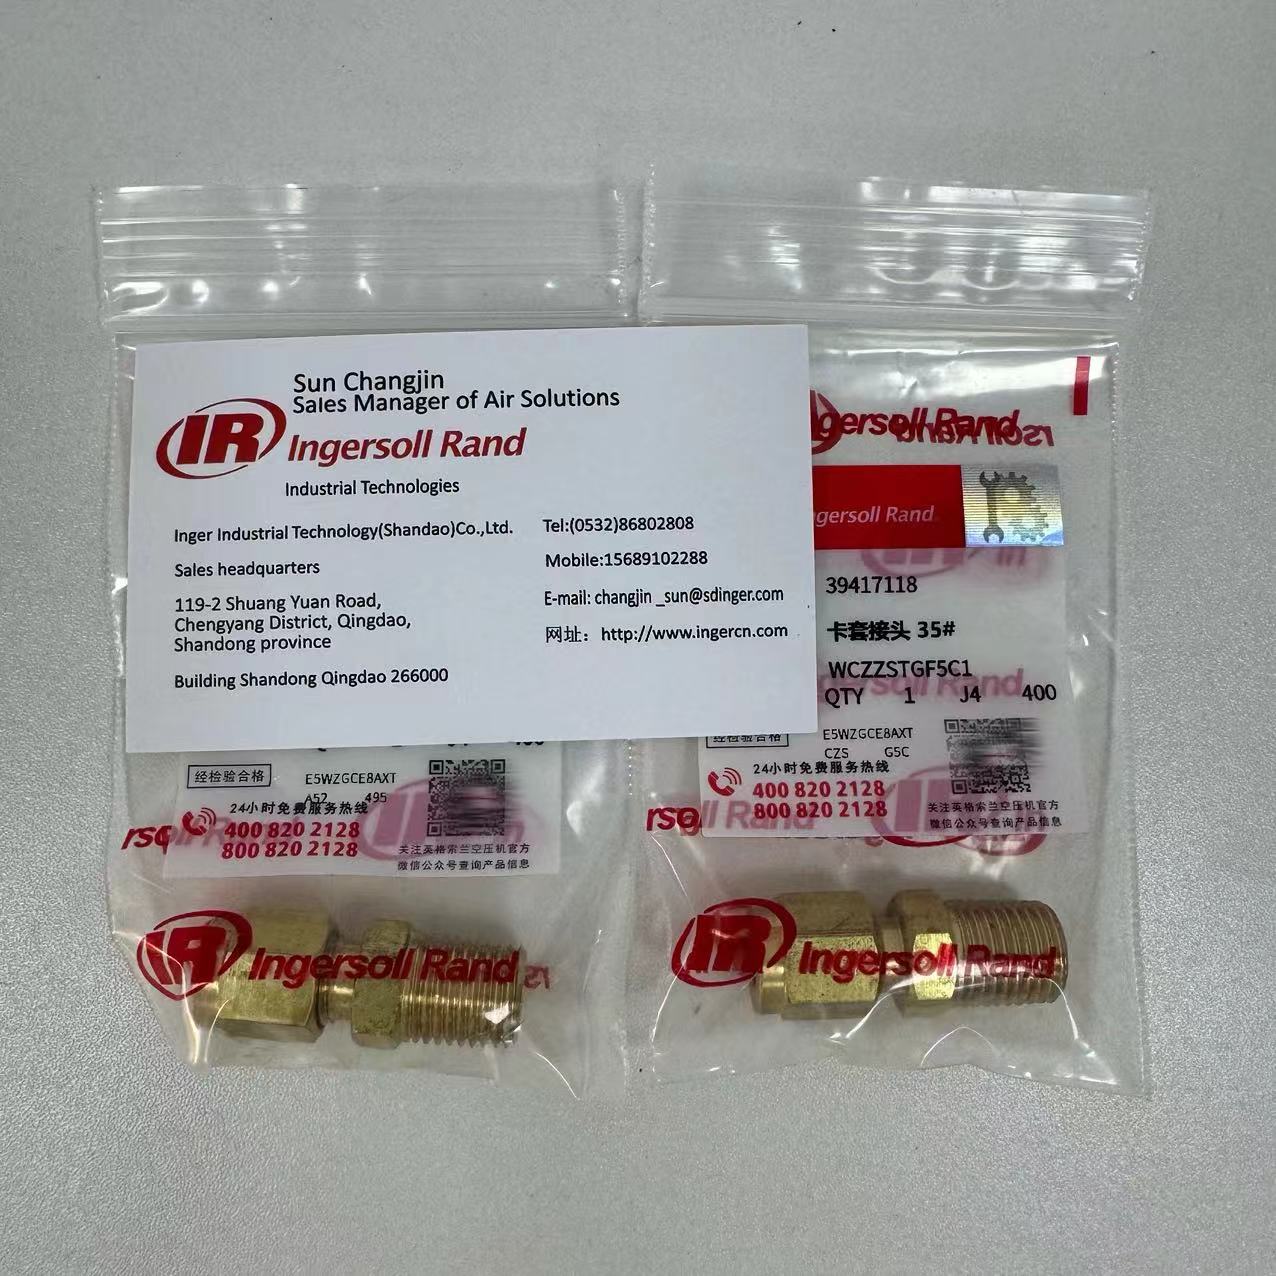 Sun Changjin
Sales Manager of Air Solutions
IR Ingersoll Rand
Industrial Technologies
Inger Industrial Technology(Shandao)Co.,Ltd.
Sales headquarters
119-2 Shuang Yuan Road,
Chengyang District, Qingdao,
Shandong province
Building Shandong Qingdao 266000
Tel:(0532)86802808
Mobile:15689102288
E-mail: changjin _sun@sdinger.com
网址：http://www.ingercn.com
gersoll Rand
gersoll Rand
39417118
卡套接头 35#
WCZZSTGF5C1
QTY 1 J4 400
经检验合格
E5WZGCE8AXT
CZS G5C
24小时免费服务热线
400 820 2128
800 820 2128
关注英格索兰空压机官方
微信公众号查询产品信息
经检验合格
E5WZGCE8AXT
A52 495
24小时免费服务热线
400 820 2128
800 820 2128
关注英格索兰空压机官方
微信公众号查询产品信息
IR Ingersoll Rand
IR Ingersoll Rand